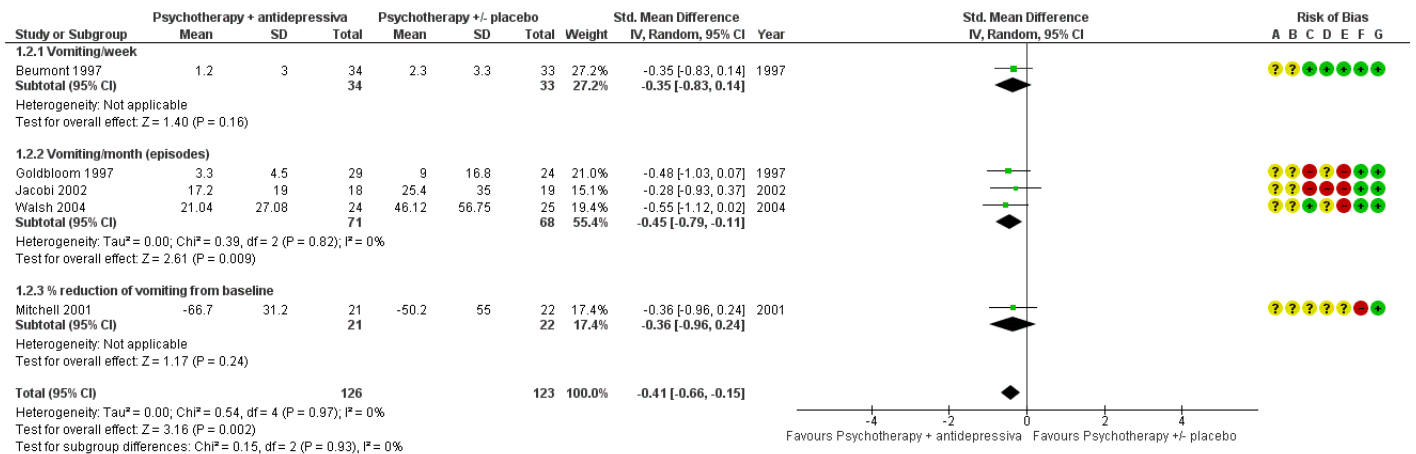 Psychotherapy + antidepressiva Psychotherapy +/- placebo Std. Mean Difference Std. Mean Difference Risk of Bias
Study or Subgroup Mean SD Total Mean SD Total Weight IV, Random, 95% CI Year IV, Random, 95% CI A B C D E F G
1.2.1 Vomiting/week
Beumont 1997 1.2 3 34 2.3 3.3 33 27.2% -0.35 [-0.83, 0.14] 1997 ? ? + + + + +
Subtotal (95% CI) 34 33 27.2% -0.35 [-0.83, 0.14]
Heterogeneity: Not applicable
Test for overall effect: Z = 1.40 (P = 0.16)
1.2.2 Vomiting/month (episodes)
Goldbloom 1997 3.3 4.5 29 9 16.8 24 21.0% -0.48 [-1.03, 0.07] 1997 ? ? - ? - + +
Jacobi 2002 17.2 19 18 25.4 35 19 15.1% -0.28 [-0.93, 0.37] 2002 ? ? - - - + +
Walsh 2004 21.04 27.08 24 46.12 56.75 25 19.4% -0.55 [-1.12, 0.02] 2004 ? ? + ? - + +
Subtotal (95% CI) 71 68 55.4% -0.45 [-0.79, -0.11]
Heterogeneity: Tau² = 0.00; Chi² = 0.39, df = 2 (P = 0.82); I² = 0%
Test for overall effect: Z = 2.61 (P = 0.009)
1.2.3 % reduction of vomiting from baseline
Mitchell 2001 -66.7 31.2 21 -50.2 55 22 17.4% -0.36 [-0.96, 0.24] 2001 ? ? ? ? ? - +
Subtotal (95% CI) 21 22 17.4% -0.36 [-0.96, 0.24]
Heterogeneity: Not applicable
Test for overall effect: Z = 1.17 (P = 0.24)
Total (95% CI) 126 123 100.0% -0.41 [-0.66, -0.15]
Heterogeneity: Tau² = 0.00; Chi² = 0.54, df = 4 (P = 0.97); I² = 0%
Test for overall effect: Z = 3.16 (P = 0.002)
Test for subgroup differences: Chi² = 0.15, df = 2 (P = 0.93), I² = 0%
-4 -2 0 2 4
Favours Psychotherapy + antidepressiva Favours Psychotherapy +/- placebo